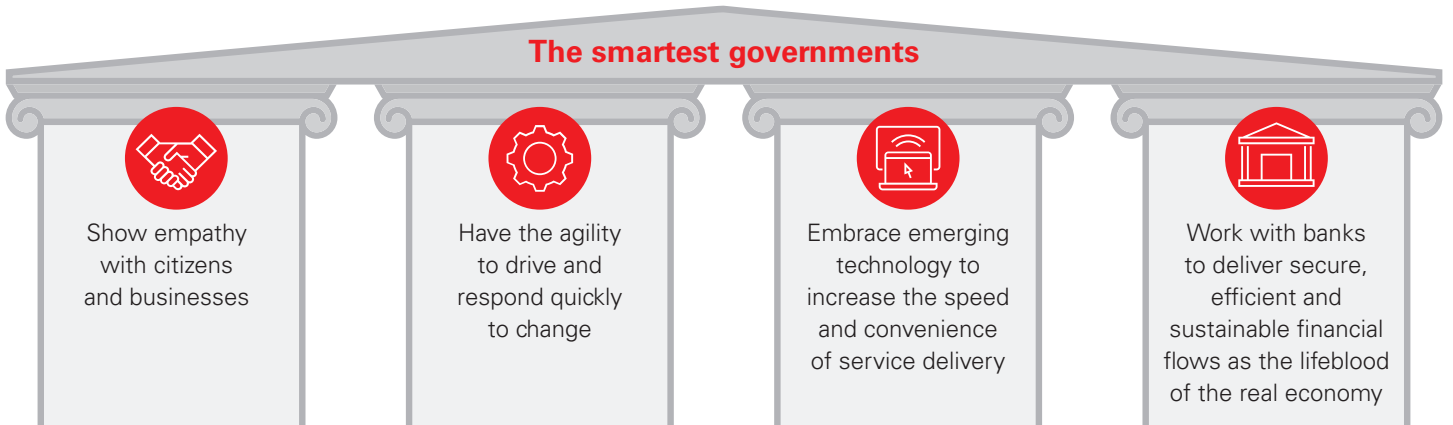 The smartest governments
Show empathy
with citizens
and businesses
Have the agility
to drive and
respond quickly
to change
Embrace emerging
technology to
increase the speed
and convenience
of service delivery
Work with banks
to deliver secure,
efficient and
sustainable financial
flows as the lifeblood
of the real economy